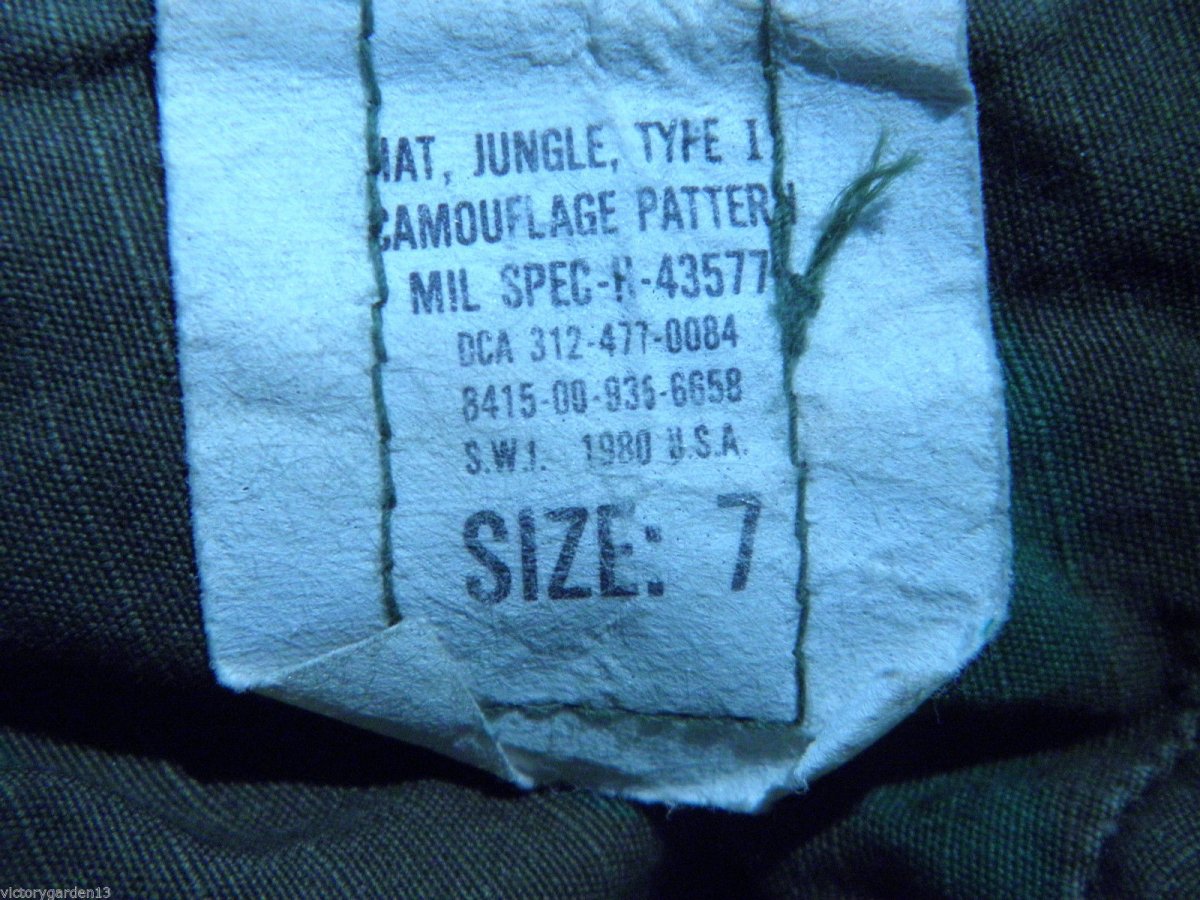 HAT, JUNGLE, TYPE I
CAMOUFLAGE PATTERN
MIL SPEC-H-43577
DCA 312-477-0084
8415-00-936-6658
S.W.I. 1980 U.S.A.
SIZE: 7
victorygarden13